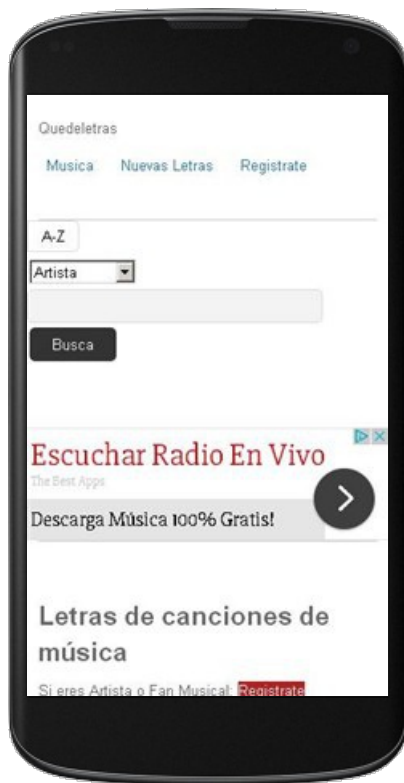 Quedeletras
Musica Nuevas Letras Registrate
A-Z
Artista
Busca
Escuchar Radio En Vivo
The Best Apps
Descarga Música 100% Gratis!
Letras de canciones de
música
Si eres Artista o Fan Musical: Registrate